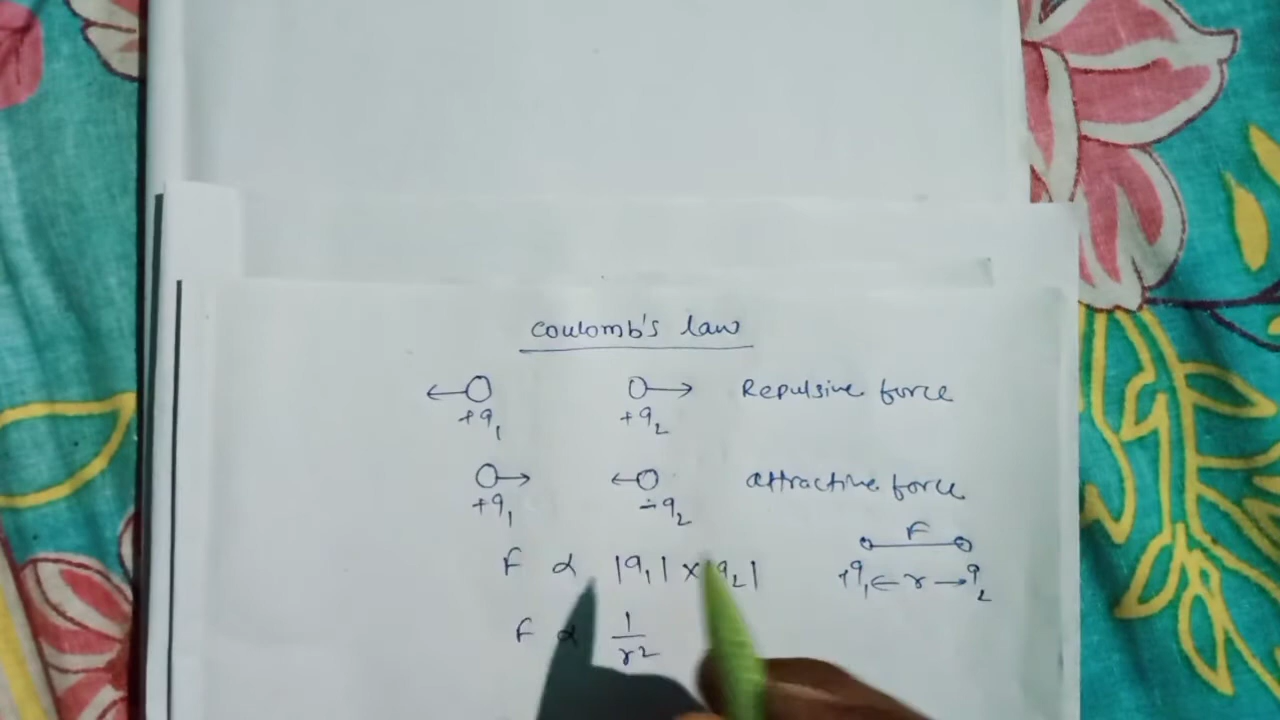 Coulomb's law
+q1 +q2 Repulsive force
+q1 -q2 attractive force
F
F ∝ |q1| × |q2| +q1 ← r → q2
F ∝ 1/r2